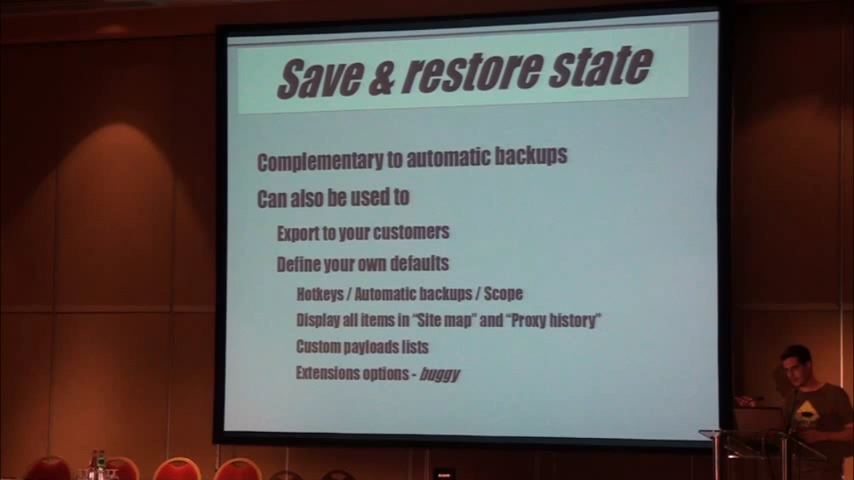 Save & restore state
Complementary to automatic backups
Can also be used to
Export to your customers
Define your own defaults
Hotkeys / Automatic backups / Scope
Display all items in “Site map” and “Proxy history”
Custom payloads lists
Extensions options - buggy